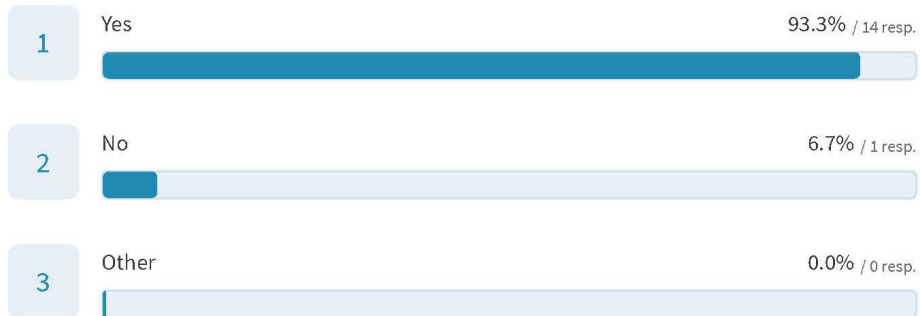 1 Yes 93.3% / 14 resp.
2 No 6.7% / 1 resp.
3 Other 0.0% / 0 resp.